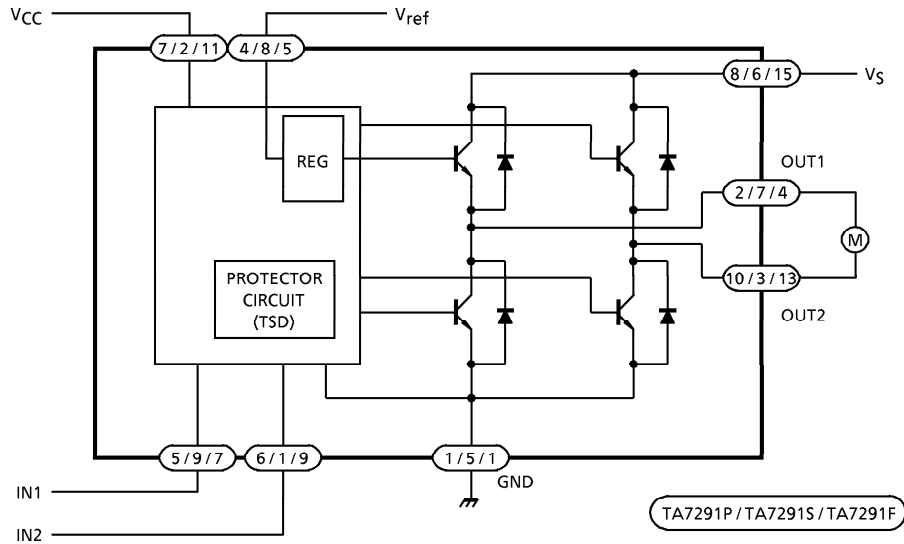 VCC
Vref
7 / 2 / 11
4 / 8 / 5
8 / 6 / 15
VS
REG
OUT1
2 / 7 / 4
M
PROTECTOR
CIRCUIT
(TSD)
10 / 3 / 13
OUT2
5 / 9 / 7
6 / 1 / 9
1 / 5 / 1
GND
IN1
IN2
TA7291P / TA7291S / TA7291F